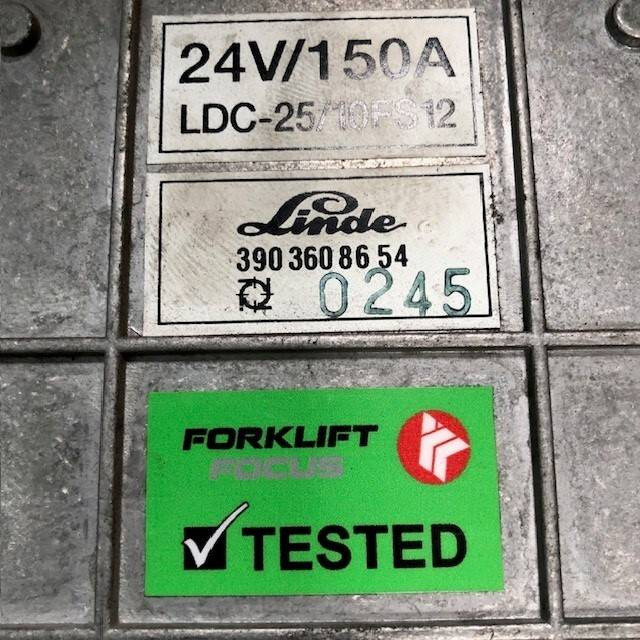 24V/150A
LDC-25/10FS12
Linde
390 360 86 54
0245
FORKLIFT
FOCUS
TESTED